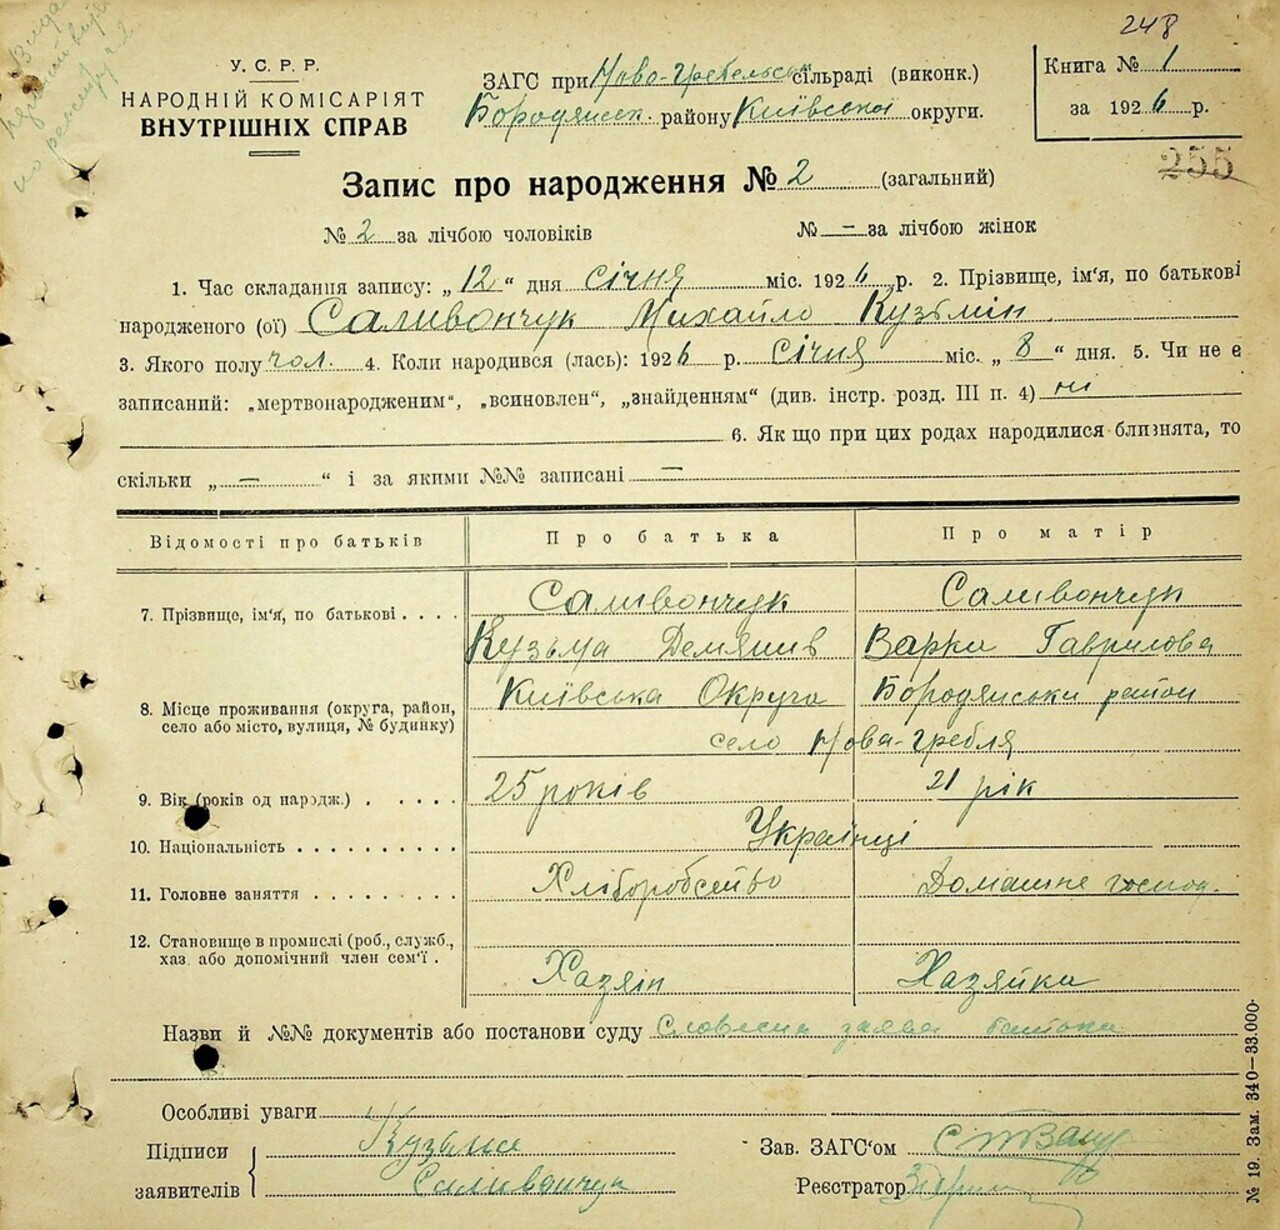 248
У. С. Р. Р.
НАРОДНІЙ КОМІСАРІЯТ
ВНУТРІШНІХ СПРАВ
ЗАГС при Ново-Гребельськ сільраді (виконк.)
Бородянськ. району Київської округи.
Книга № 1
за 1926 р.
255
Запис про народження № 2 (загальний)
№ 2 за лічбою чоловіків № — за лічбою жінок
1. Час складання запису: „12“ дня січня міс. 1926 р. 2. Прізвище, ім'я, по батькові
народженого (ої) Саливончук Михайло Кузьмін
3. Якого полу чол. 4. Коли народився (лась): 1926 р. січня міс. „8“ дня. 5. Чи не є
записаний: „мертвонародженим“, „всиновлен“, „знайденням“ (див. інстр. розд. III п. 4) ні
6. Як що при цих родах народилися близнята, то
скільки „—“ і за якими №№ записані —
Відомості про батьків Про батька Про матір
7. Прізвище, ім'я, по батькові Саливончук Саливончук
Кузьма Демянів Варка Гаврилова
8. Місце проживання (округа, район, село або місто, вулиця, № будинку) Київська Округа Бородянськи район
село Нова-Гребля
9. Вік (років од народж.) 25 років 21 рік
10. Національність Українці
11. Головне заняття Хліборобство Домашнє господ.
12. Становище в промислі (роб., служб.,
хаз. або допомічний член сем'ї. Хазяін Хазяйка
Назви й №№ документів або постанови суду Словесна заява батька
Особливі уваги
Підписи Кузьма
заявителів Саливончук
Зав. ЗАГС'ом
Реєстратор
№ 19. Зам. 340—33.000